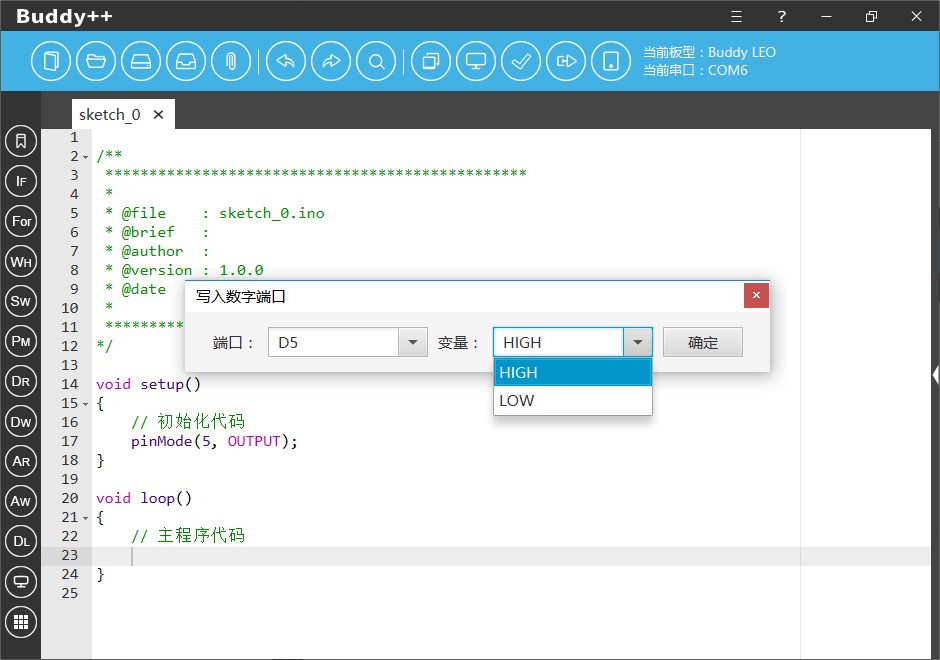 Buddy++
?
当前板型：Buddy LEO
当前串口：COM6
sketch_0 ×
IF
For
WH
SW
PM
DR
DW
AR
AW
DL
1
2 /**
3 ************************************************
4 *
5 * @file    : sketch_0.ino
6 * @brief   :
7 * @author  :
8 * @version : 1.0.0
9 * @date
10 *
11 *********
12 */
13
14 void setup()
15 {
16 // 初始化代码
17 pinMode(5, OUTPUT);
18 }
19
20 void loop()
21 {
22 // 主程序代码
23
24 }
25
写入数字端口
端口： D5 变量： HIGH 确定
HIGH
LOW